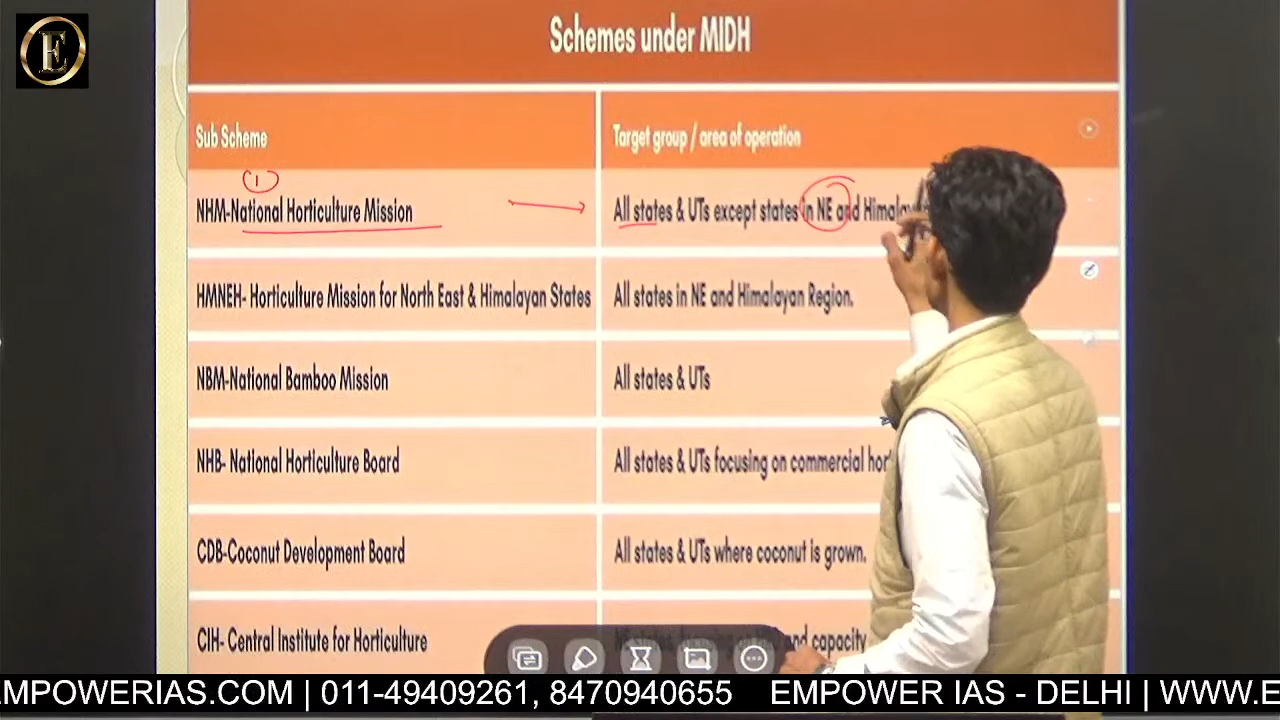 E
Schemes under MIDH
Sub Scheme
Target group / area of operation
1
NHM-National Horticulture Mission
All states & UTs except states in NE and
HMNEH- Horticulture Mission for North East & Himalayan States
All states in NE and Himalayan Region.
NBM-National Bamboo Mission
All states & UTs
NHB- National Horticulture Board
All states & UTs focusing on commercial
CDB-Coconut Development Board
All states & UTs where coconut is grown.
CIH- Central Institute for Horticulture
and capacity
EMPOWERIAS.COM | 011-49409261, 8470940655 EMPOWER IAS - DELHI | WWW.E